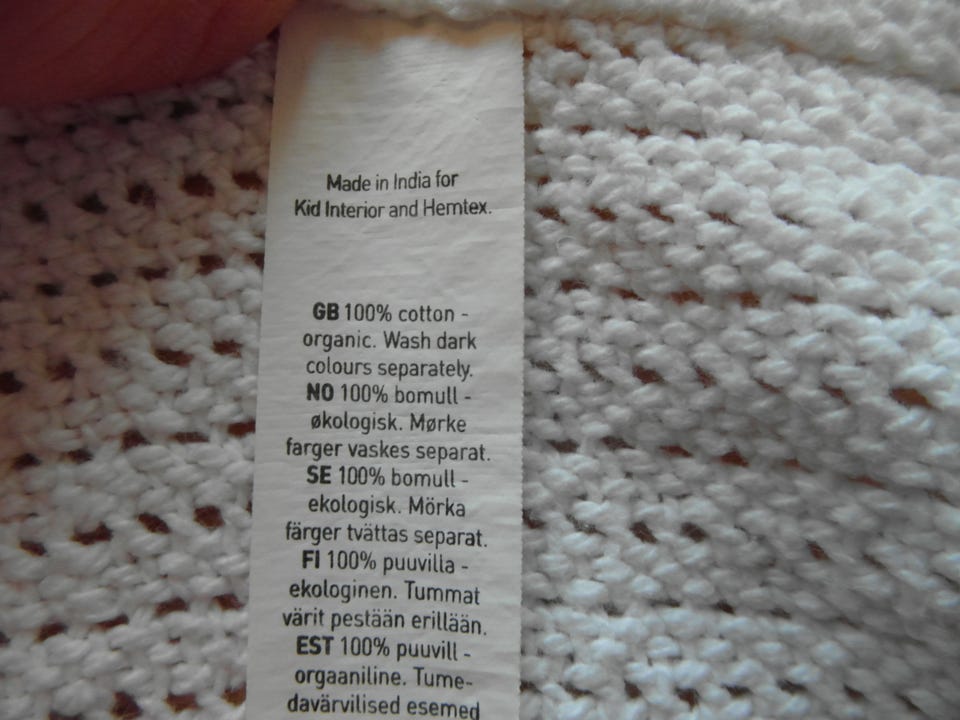 Made in India for
Kid Interior and Hemtex.
GB 100% cotton -
organic. Wash dark
colours separately.
NO 100% bomull -
økologisk. Mørke
farger vaskes separat.
SE 100% bomull -
ekologisk. Mörka
färger tvättas separat.
FI 100% puuvilla -
ekologinen. Tummat
värit pestään erillään.
EST 100% puuvill -
orgaaniline. Tume-
davärvilised esemed